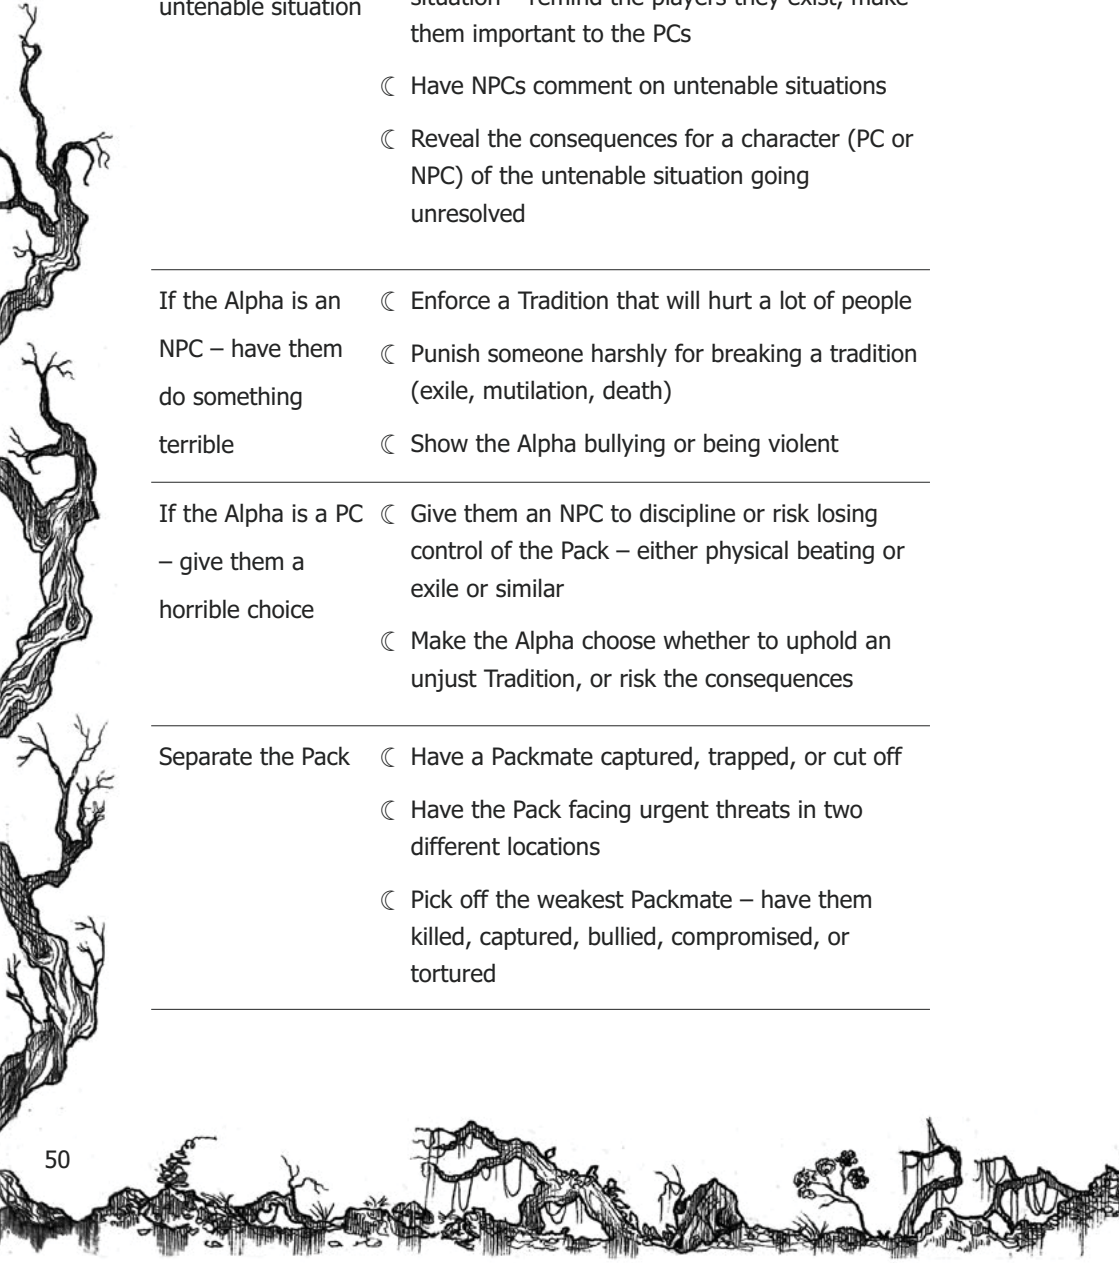 untenable situation
situation – remind the players they exist, make
them important to the PCs
☾ Have NPCs comment on untenable situations
☾ Reveal the consequences for a character (PC or
NPC) of the untenable situation going
unresolved
If the Alpha is an
NPC – have them
do something
terrible
☾ Enforce a Tradition that will hurt a lot of people
☾ Punish someone harshly for breaking a tradition
(exile, mutilation, death)
☾ Show the Alpha bullying or being violent
If the Alpha is a PC
– give them a
horrible choice
☾ Give them an NPC to discipline or risk losing
control of the Pack – either physical beating or
exile or similar
☾ Make the Alpha choose whether to uphold an
unjust Tradition, or risk the consequences
Separate the Pack
☾ Have a Packmate captured, trapped, or cut off
☾ Have the Pack facing urgent threats in two
different locations
☾ Pick off the weakest Packmate – have them
killed, captured, bullied, compromised, or
tortured
50